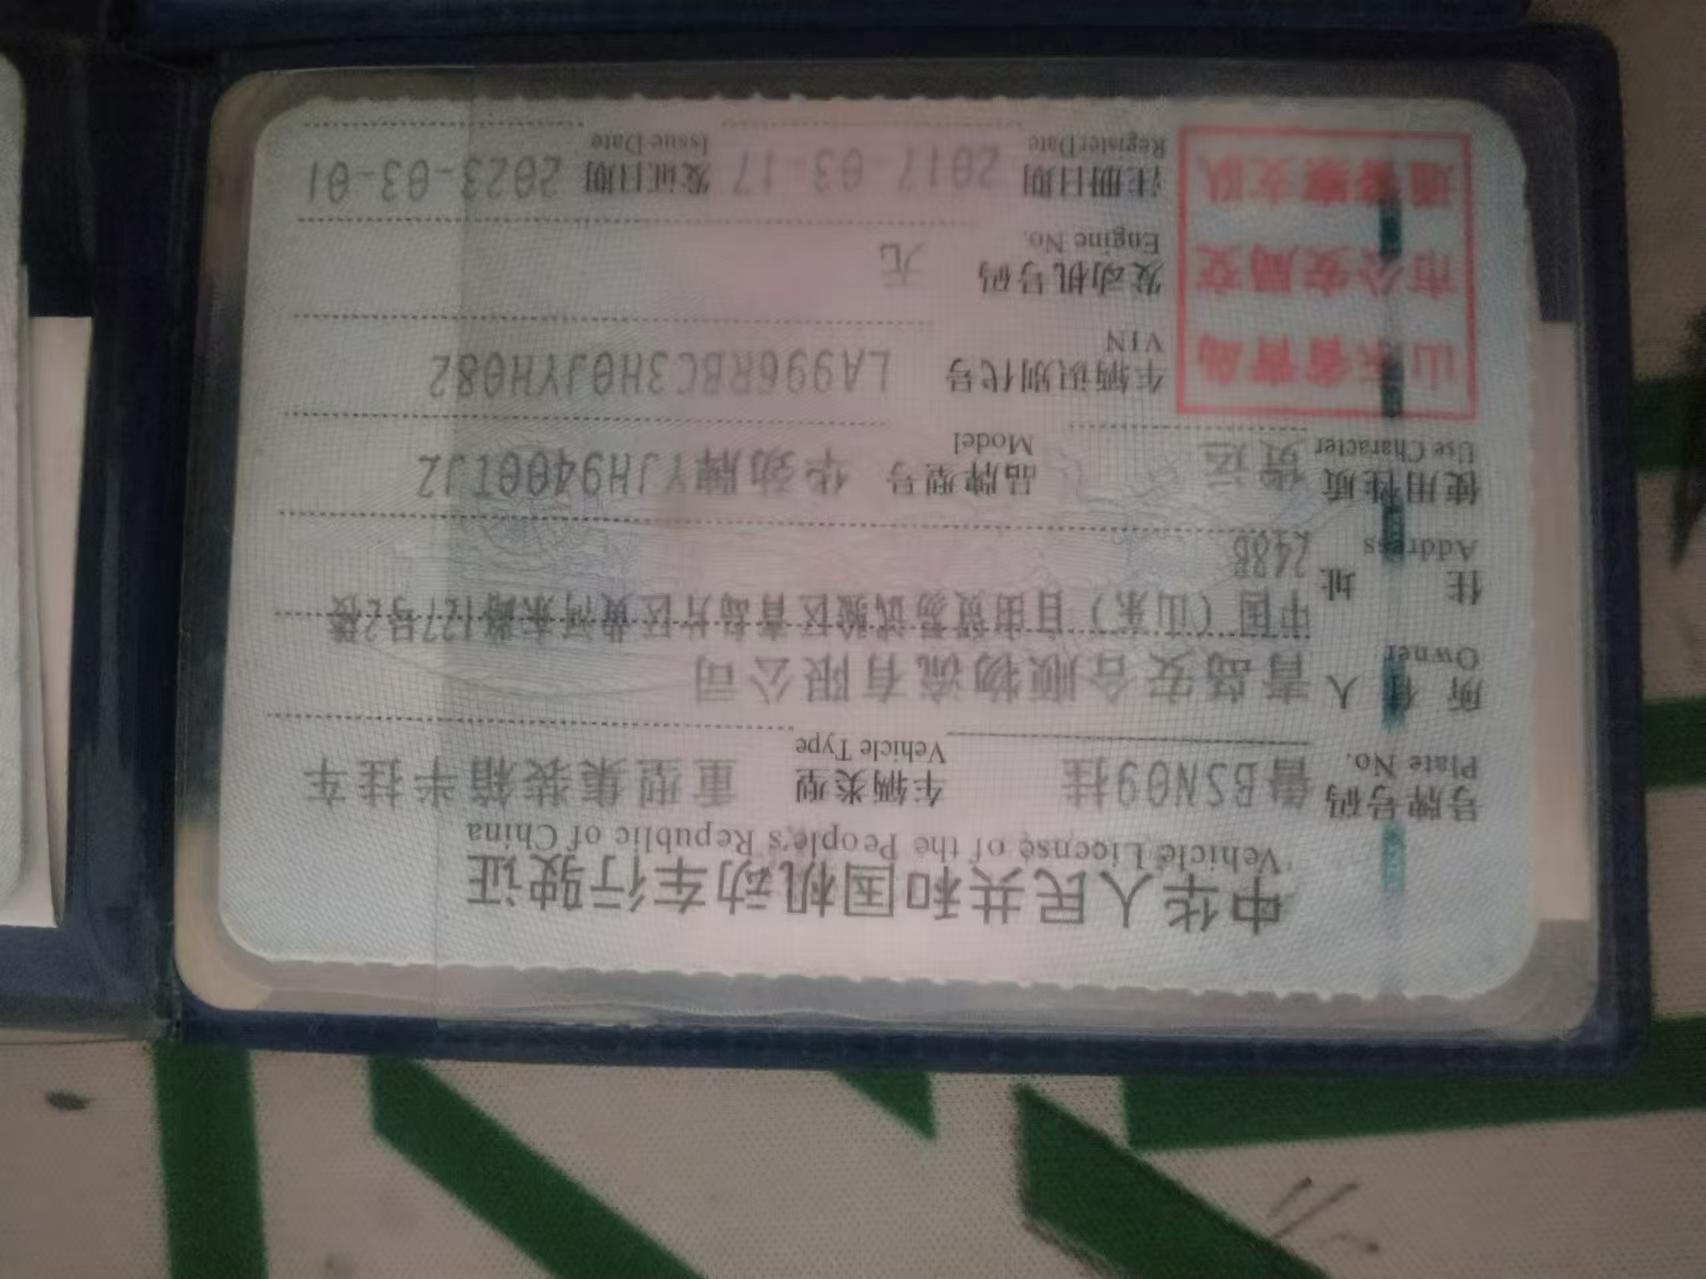 中华人民共和国机动车行驶证
Vehicle License of the People's Republic of China
号牌号码 鲁BSN09挂 车辆类型 重型集装箱半挂车
Plate No. Vehicle Type
所有人 青岛安合顺物流有限公司
Owner
住址 中国（山东）自由贸易试验区青岛片区黄河东路127号2楼
Address 248B
使用性质 货运 品牌型号 华劲牌YJH9400TJZ
Use Character Model
山东省青岛
市公安局交
通警察支队
车辆识别代号 LA996RBC3H0JYH082
VIN
发动机号码 无
Engine No.
注册日期 2017-03-17 发证日期 2023-03-01
Register Date Issue Date